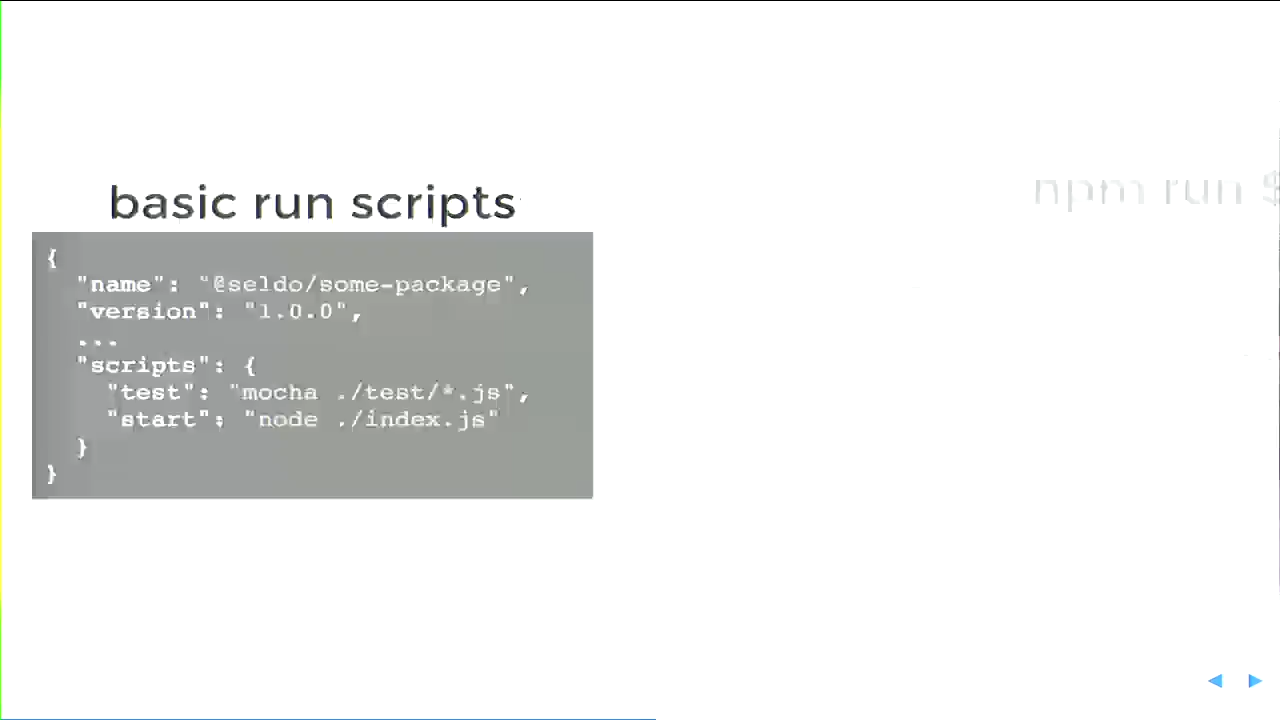 basic run scripts
{
  "name": "@seldo/some-package",
  "version": "1.0.0",
  ...
  "scripts": {
    "test": "mocha ./test/*.js",
    "start": "node ./index.js"
  }
}
npm run $